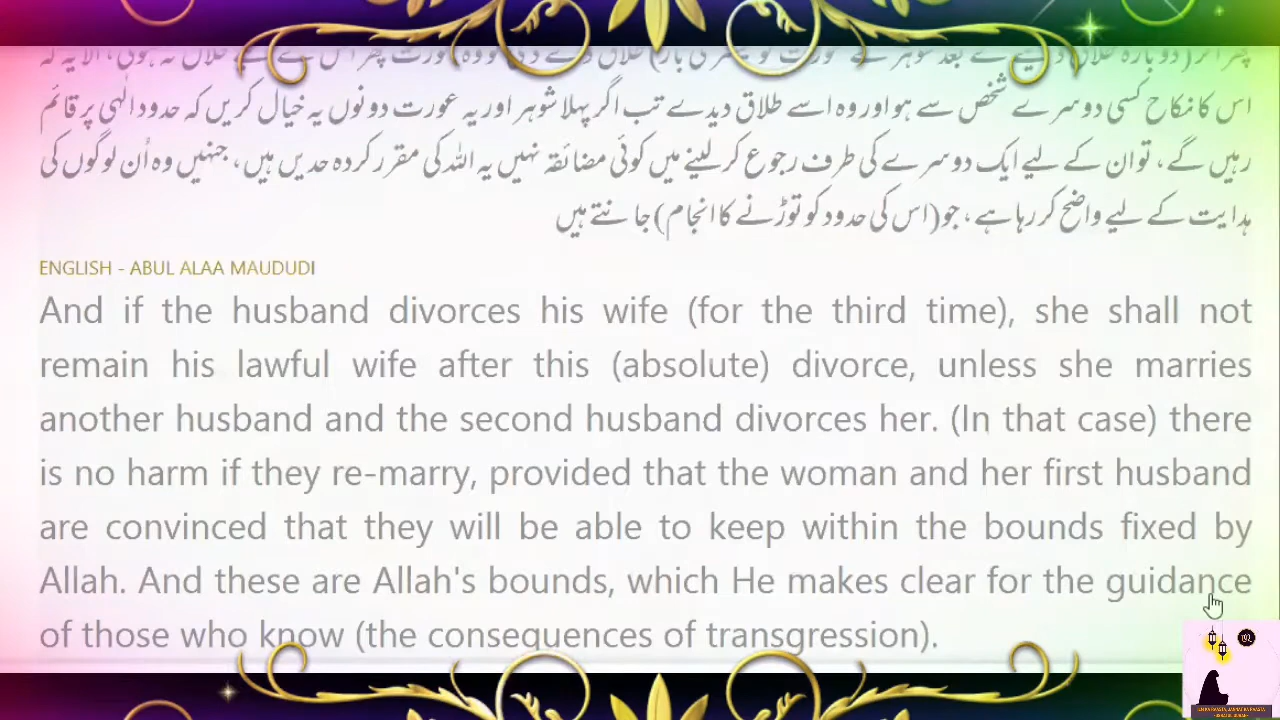 اس کا نکاح کسی دوسرے شخص سے ہو اور وہ اسے طلاق دیدے تب اگر پہلا شوہر اور یہ عورت دونوں یہ خیال کریں کہ حدود الٰہی پر قائم
رہیں گے، تو ان کے لیے ایک دوسرے کی طرف رجوع کر لینے میں کوئی مضائقہ نہیں یہ اللہ کی مقرر کردہ حدیں ہیں، جنہیں وہ اُن لوگوں کی
ہدایت کے لیے واضح کر رہا ہے، جو (اس کی حدود کو توڑنے کا انجام) جانتے ہیں
ENGLISH - ABUL ALAA MAUDUDI
And if the husband divorces his wife (for the third time), she shall not
remain his lawful wife after this (absolute) divorce, unless she marries
another husband and the second husband divorces her. (In that case) there
is no harm if they re-marry, provided that the woman and her first husband
are convinced that they will be able to keep within the bounds fixed by
Allah. And these are Allah's bounds, which He makes clear for the guidance
of those who know (the consequences of transgression).